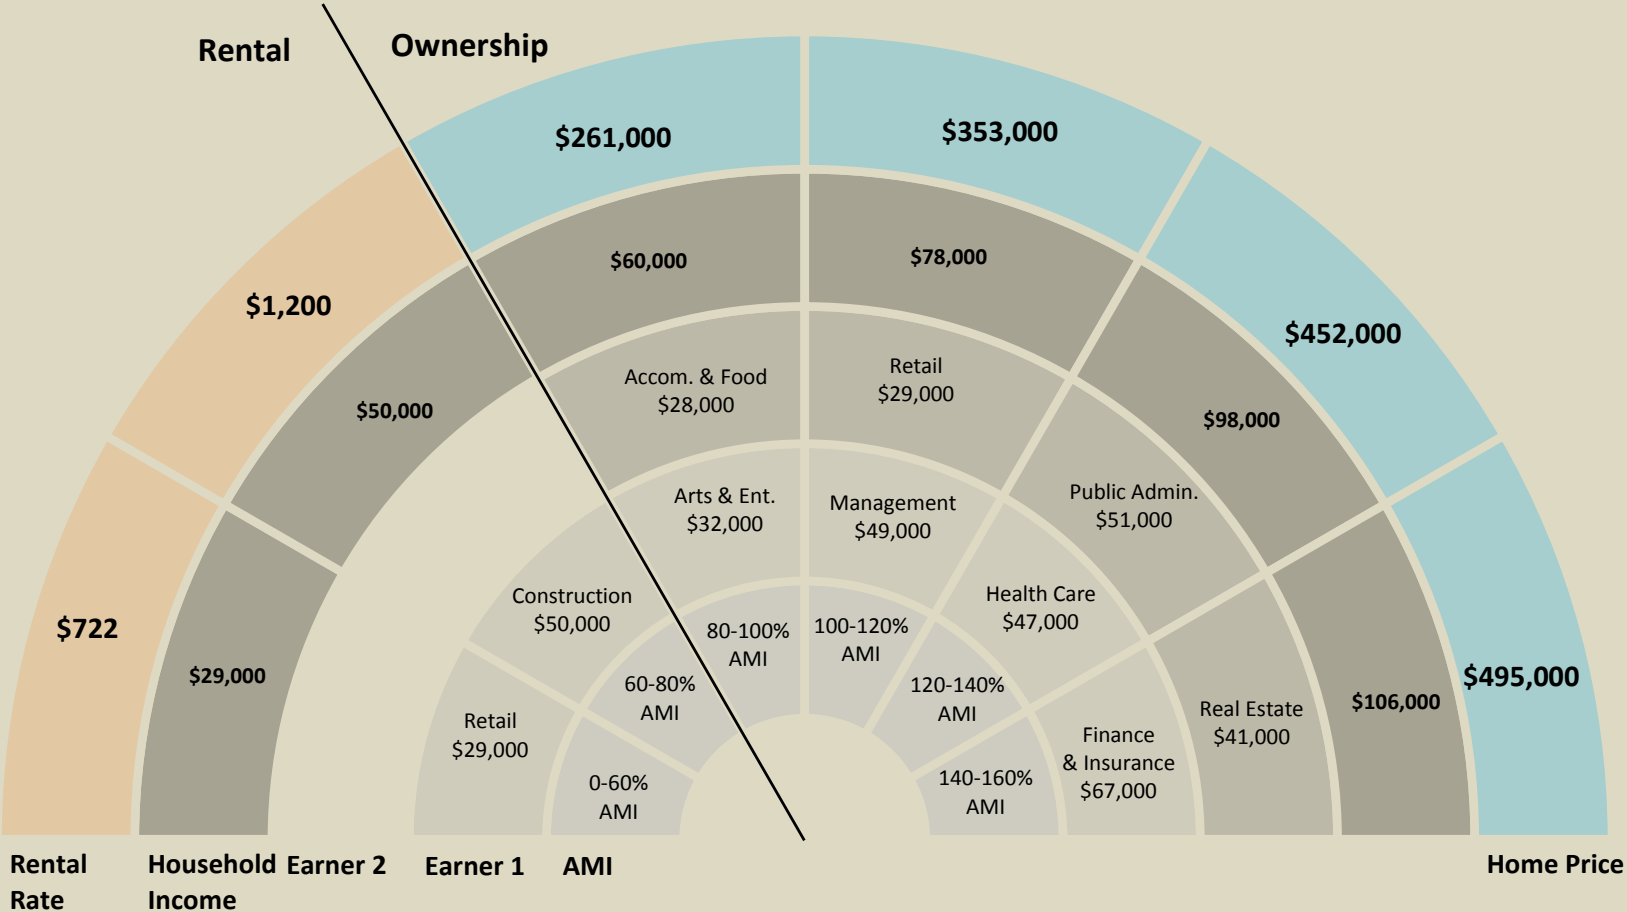 Rental
Ownership
$261,000
$353,000
$1,200
$452,000
$722
$495,000
$60,000
$78,000
$50,000
$98,000
$29,000
$106,000
Accom. & Food
$28,000
Retail
$29,000
Public Admin.
$51,000
Real Estate
$41,000
Arts & Ent.
$32,000
Management
$49,000
Construction
$50,000
Health Care
$47,000
Retail
$29,000
Finance
& Insurance
$67,000
80-100%
AMI
100-120%
AMI
60-80%
AMI
120-140%
AMI
0-60%
AMI
140-160%
AMI
Rental
Rate
Household
Income
Earner 2
Earner 1
AMI
Home Price